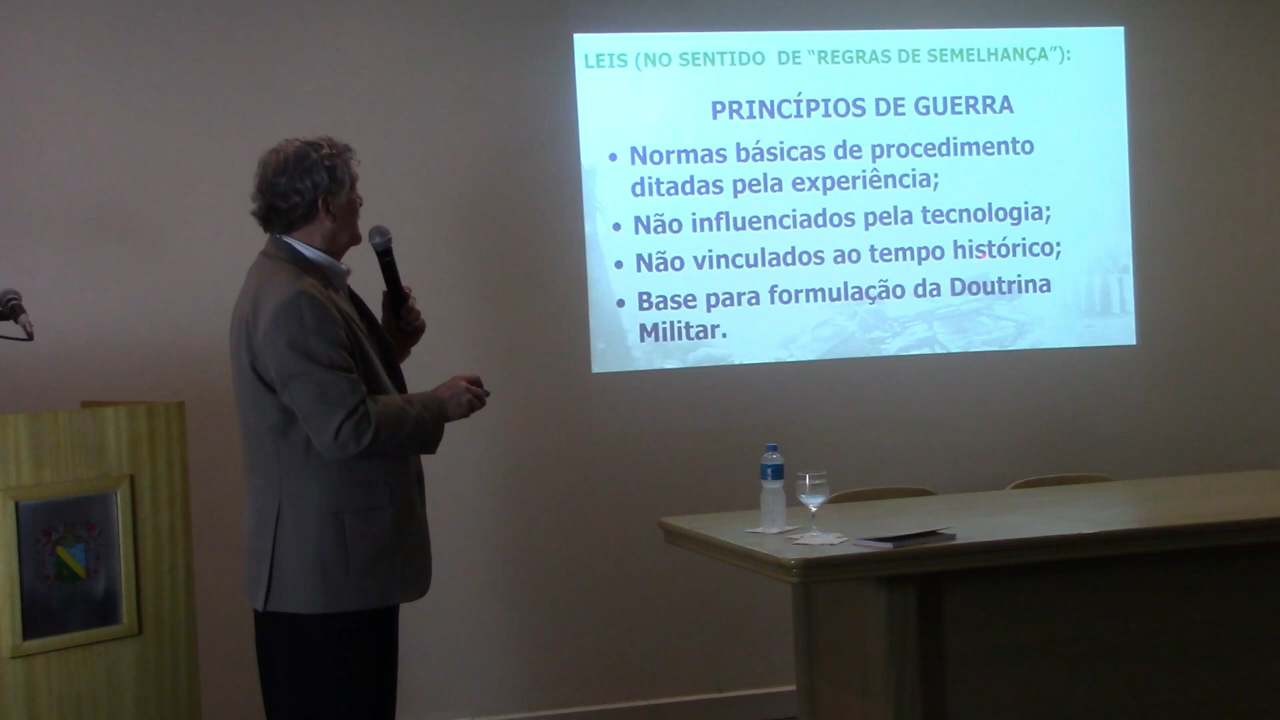 LEIS (NO SENTIDO DE “REGRAS DE SEMELHANÇA”):
PRINCÍPIOS DE GUERRA
• Normas básicas de procedimento
ditadas pela experiência;
• Não influenciados pela tecnologia;
• Não vinculados ao tempo histórico;
• Base para formulação da Doutrina
Militar.